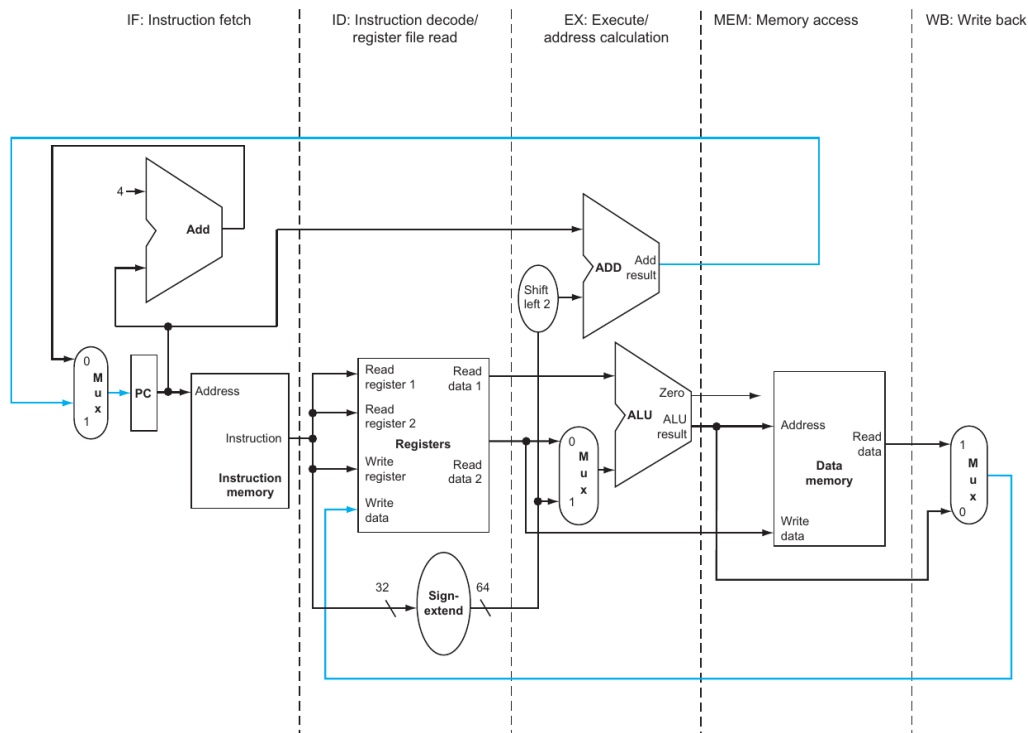 IF: Instruction fetch
ID: Instruction decode/
register file read
EX: Execute/
address calculation
MEM: Memory access
WB: Write back
4
Add
ADD
Add
result
Shift
left 2
0
M
u
x
1
PC
Address
Instruction
Instruction
memory
Read
register 1
Read
register 2
Registers
Write
register
Write
data
Read
data 1
Read
data 2
0
M
u
x
1
Zero
ALU
ALU
result
Address
Read
data
Data
memory
Write
data
1
M
u
x
0
32
Sign-
extend
64